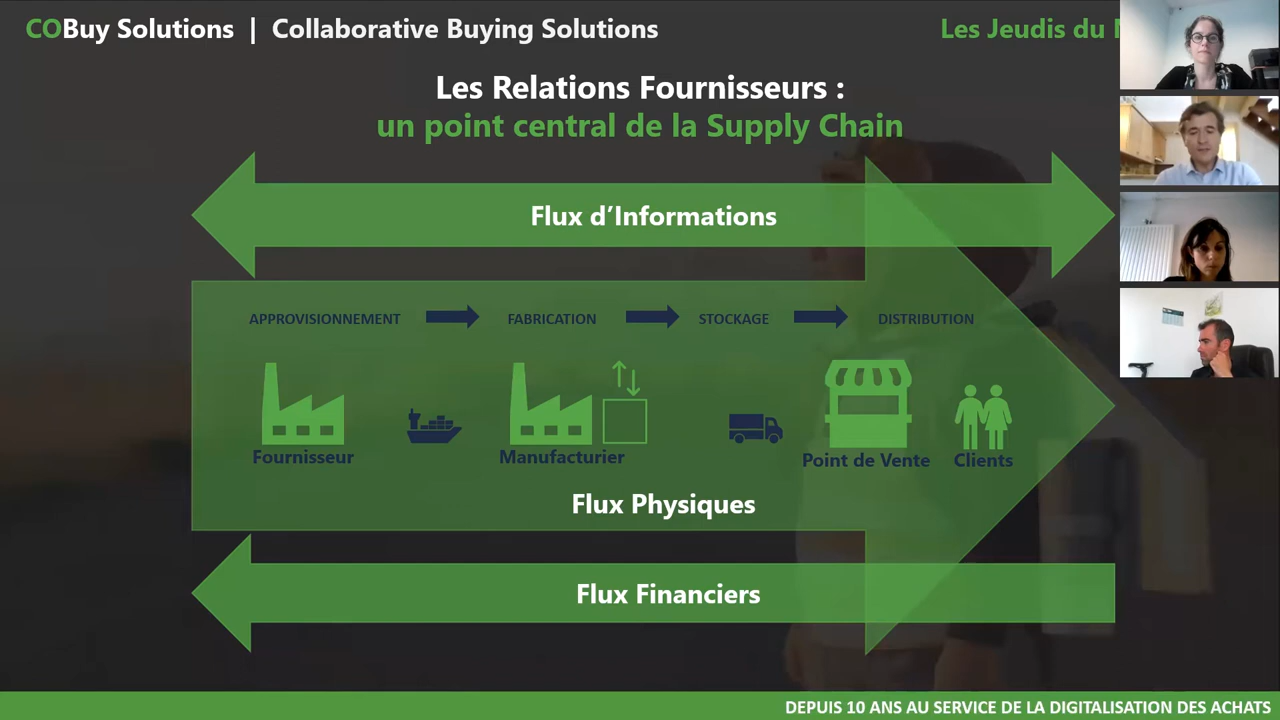 COBuy Solutions | Collaborative Buying Solutions
Les Jeudis du
Les Relations Fournisseurs :
un point central de la Supply Chain
Flux d’Informations
APPROVISIONNEMENT FABRICATION STOCKAGE DISTRIBUTION
Fournisseur Manufacturier Point de Vente Clients
Flux Physiques
Flux Financiers
DEPUIS 10 ANS AU SERVICE DE LA DIGITALISATION DES ACHATS